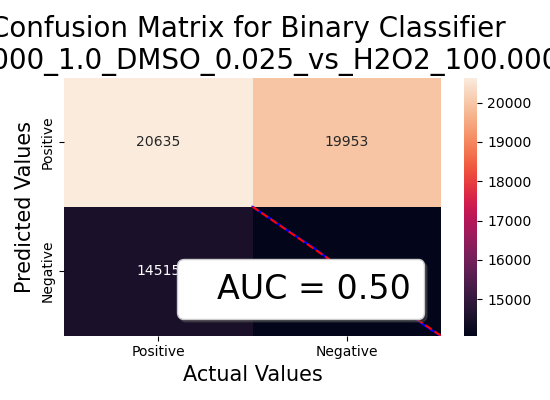 Confusion Matrix for Binary Classifier
000_1.0_DMSO_0.025_vs_H2O2_100.000
Predicted Values
Positive
Negative
20635
19953
14515
AUC = 0.50
Positive
Negative
Actual Values
20000
19000
18000
17000
16000
15000